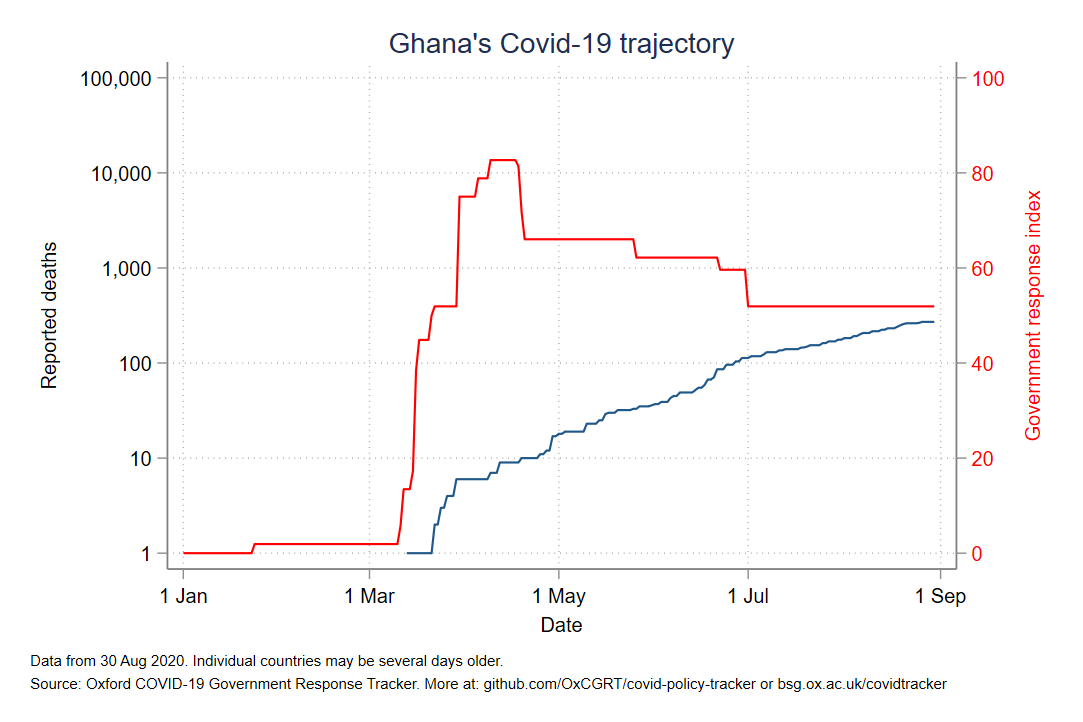 Ghana's Covid-19 trajectory
100,000
10,000
1,000
100
10
1
Reported deaths
100
80
60
40
20
0
Government response index
1 Jan
1 Mar
1 May
1 Jul
1 Sep
Date
Data from 30 Aug 2020. Individual countries may be several days older.
Source: Oxford COVID-19 Government Response Tracker. More at: github.com/OxCGRT/covid-policy-tracker or bsg.ox.ac.uk/covidtracker